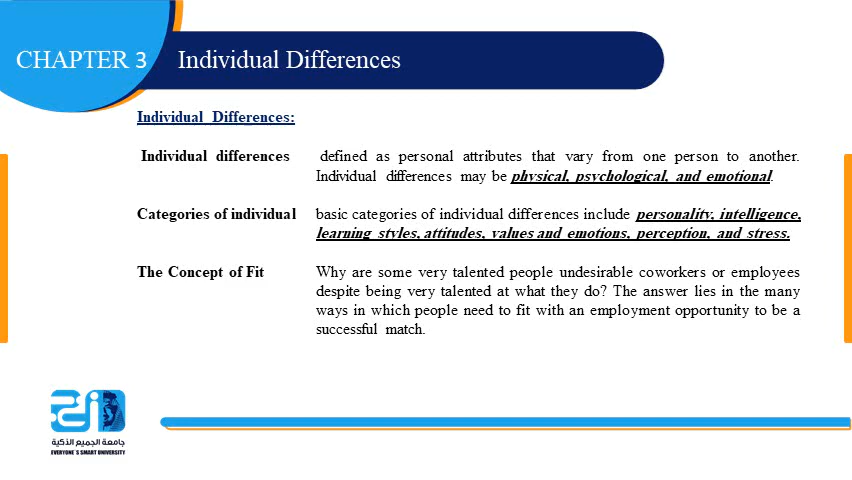 CHAPTER 3 Individual Differences
Individual Differences:
Individual differences defined as personal attributes that vary from one person to another.
Individual differences may be physical, psychological, and emotional.
Categories of individual basic categories of individual differences include personality, intelligence,
learning styles, attitudes, values and emotions, perception, and stress.
The Concept of Fit Why are some very talented people undesirable coworkers or employees
despite being very talented at what they do? The answer lies in the many
ways in which people need to fit with an employment opportunity to be a
successful match.
جامعة الجميع الذكية
EVERYONE'S SMART UNIVERSITY